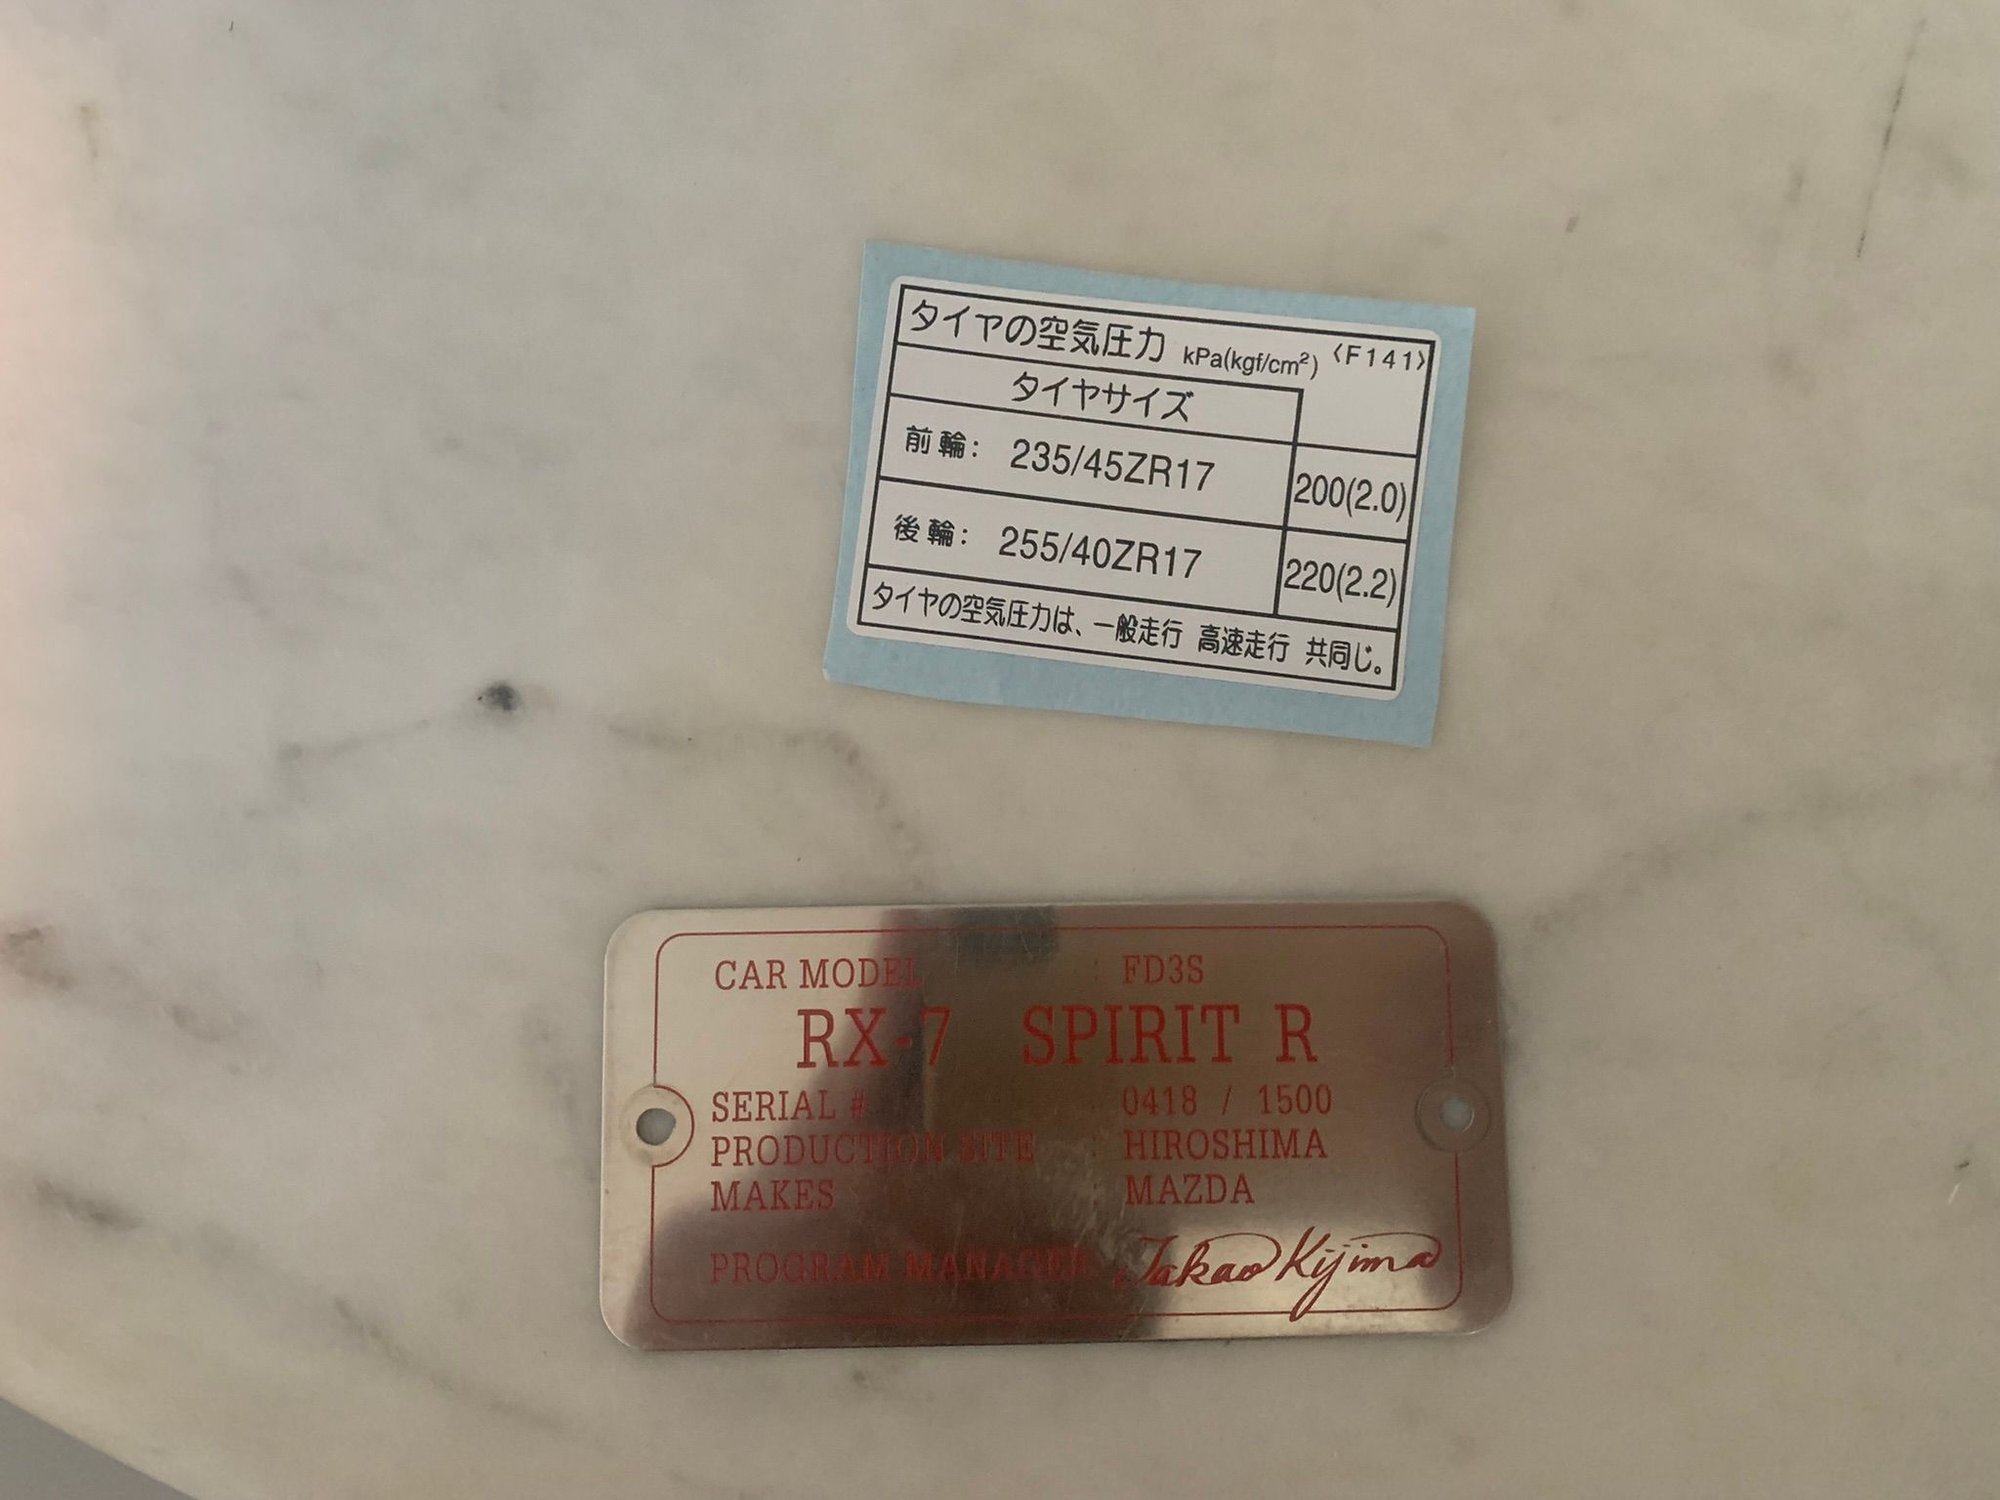 タイヤの空気圧力 kPa(kgf/cm²) 〈F141〉
タイヤサイズ
前輪: 235/45ZR17 200(2.0)
後輪: 255/40ZR17 220(2.2)
タイヤの空気圧力は、一般走行 高速走行 共同じ。
CAR MODEL : FD3S
RX-7 SPIRIT R
SERIAL # : 0418 / 1500
PRODUCTION SITE : HIROSHIMA
MAKES : MAZDA
PROGRAM MANAGER : Takao Kijima